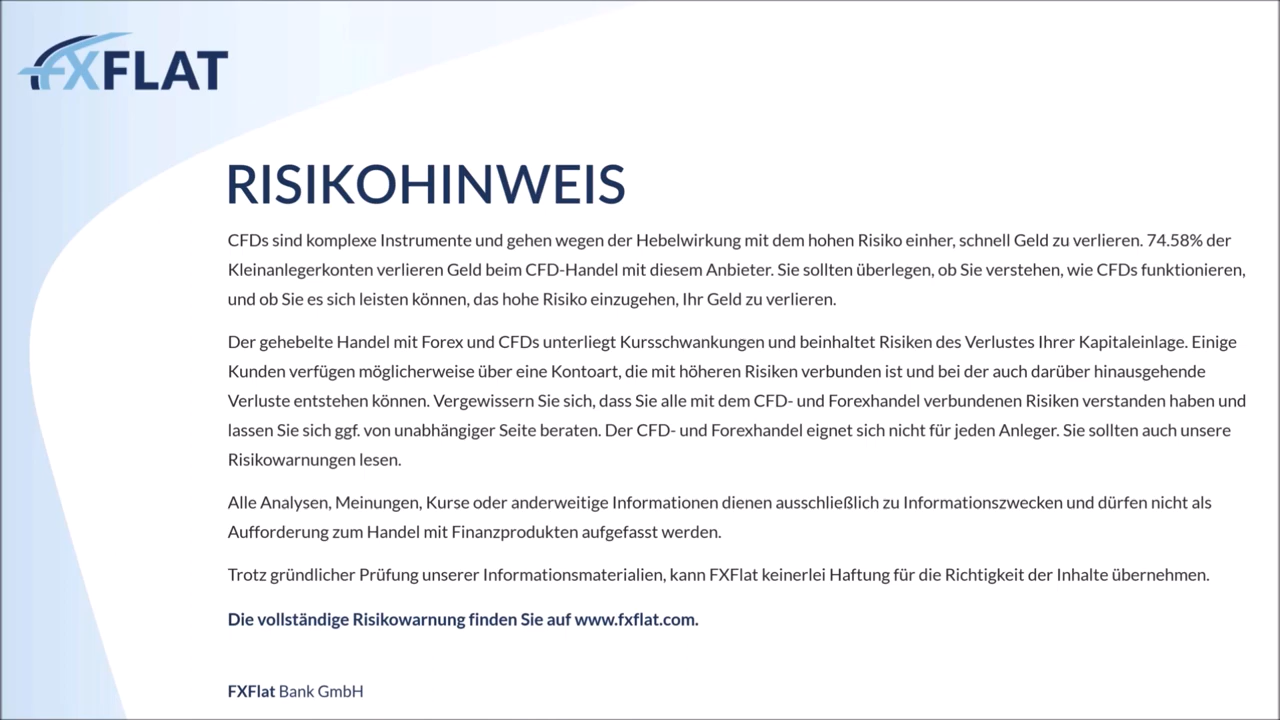 FXFLAT
RISIKOHINWEIS
CFDs sind komplexe Instrumente und gehen wegen der Hebelwirkung mit dem hohen Risiko einher, schnell Geld zu verlieren. 74.58% der
Kleinanlegerkonten verlieren Geld beim CFD-Handel mit diesem Anbieter. Sie sollten überlegen, ob Sie verstehen, wie CFDs funktionieren,
und ob Sie es sich leisten können, das hohe Risiko einzugehen, Ihr Geld zu verlieren.
Der gehebelte Handel mit Forex und CFDs unterliegt Kursschwankungen und beinhaltet Risiken des Verlustes Ihrer Kapitaleinlage. Einige
Kunden verfügen möglicherweise über eine Kontoart, die mit höheren Risiken verbunden ist und bei der auch darüber hinausgehende
Verluste entstehen können. Vergewissern Sie sich, dass Sie alle mit dem CFD- und Forexhandel verbundenen Risiken verstanden haben und
lassen Sie sich ggf. von unabhängiger Seite beraten. Der CFD- und Forexhandel eignet sich nicht für jeden Anleger. Sie sollten auch unsere
Risikowarnungen lesen.
Alle Analysen, Meinungen, Kurse oder anderweitige Informationen dienen ausschließlich zu Informationszwecken und dürfen nicht als
Aufforderung zum Handel mit Finanzprodukten aufgefasst werden.
Trotz gründlicher Prüfung unserer Informationsmaterialien, kann FXFlat keinerlei Haftung für die Richtigkeit der Inhalte übernehmen.
Die vollständige Risikowarnung finden Sie auf www.fxflat.com.
FXFlat Bank GmbH